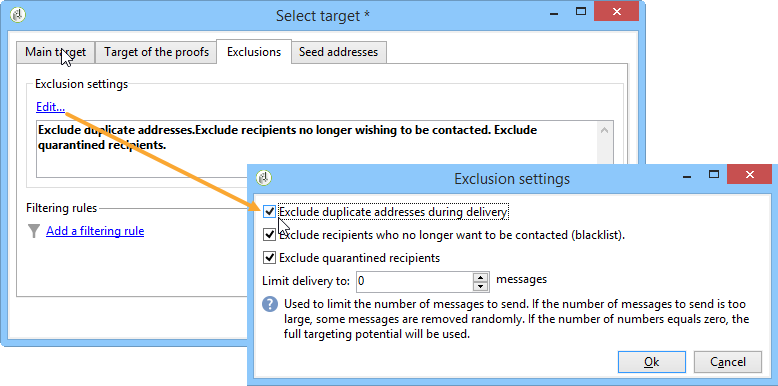 Select target *
Main target
Target of the proofs
Exclusions
Seed addresses
Exclusion settings
Edit...
Exclude duplicate addresses.Exclude recipients no longer wishing to be contacted. Exclude
quarantined recipients.
Filtering rules
Add a filtering rule
Exclusion settings
Exclude duplicate addresses during delivery
Exclude recipients who no longer want to be contacted (blacklist).
Exclude quarantined recipients
Limit delivery to: 0 messages
Used to limit the number of messages to send. If the number of messages to send is too
large, some messages are removed randomly. If the number of numbers equals zero, the
full targeting potential will be used.
Ok
Cancel